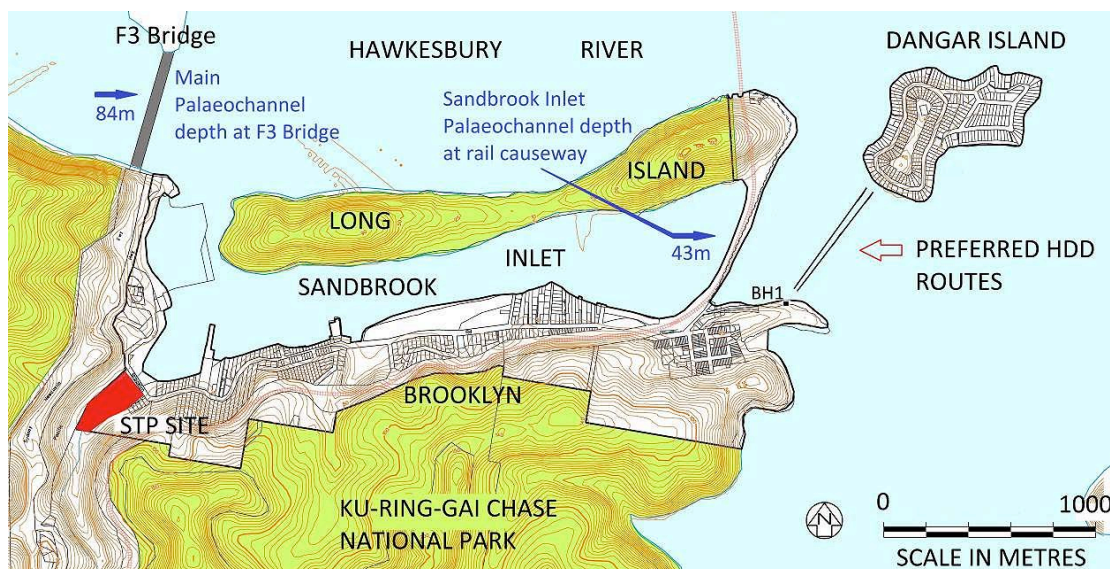 F3 Bridge
HAWKESBURY RIVER
DANGAR ISLAND
Main
Palaeochannel
depth at F3 Bridge
84m
Sandbrook Inlet
Palaeochannel depth
at rail causeway
ISLAND
LONG
43m
INLET
SANDBROOK
PREFERRED HDD
ROUTES
BH1
BROOKLYN
STP SITE
KU-RING-GAI CHASE
NATIONAL PARK
N
0 1000
SCALE IN METRES